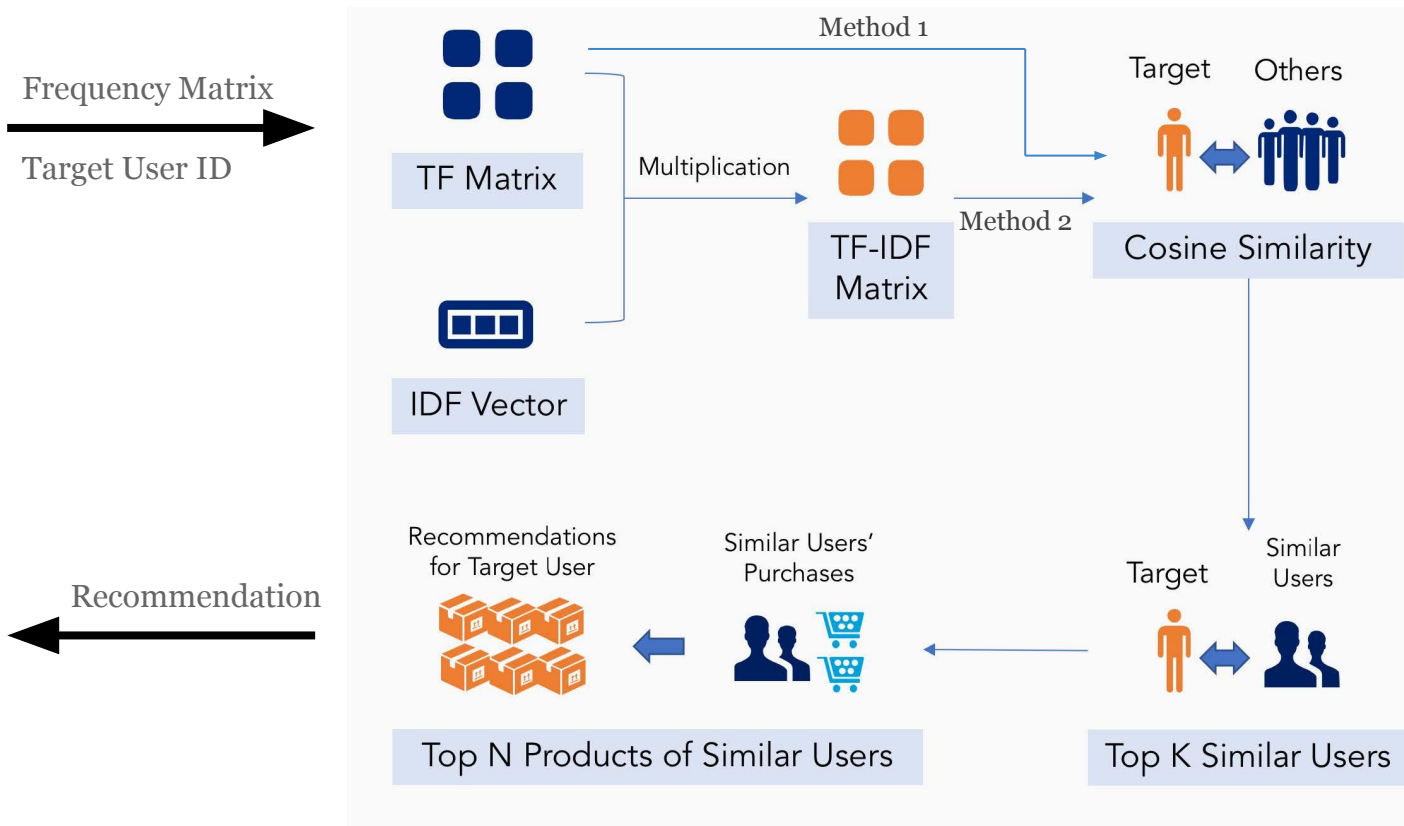 Method 1
Frequency Matrix
Target User ID
TF Matrix
Multiplication
IDF Vector
TF-IDF
Matrix
Method 2
Target
Others
Cosine Similarity
Recommendation
Recommendations
for Target User
Similar Users'
Purchases
Top N Products of Similar Users
Target
Similar
Users
Top K Similar Users